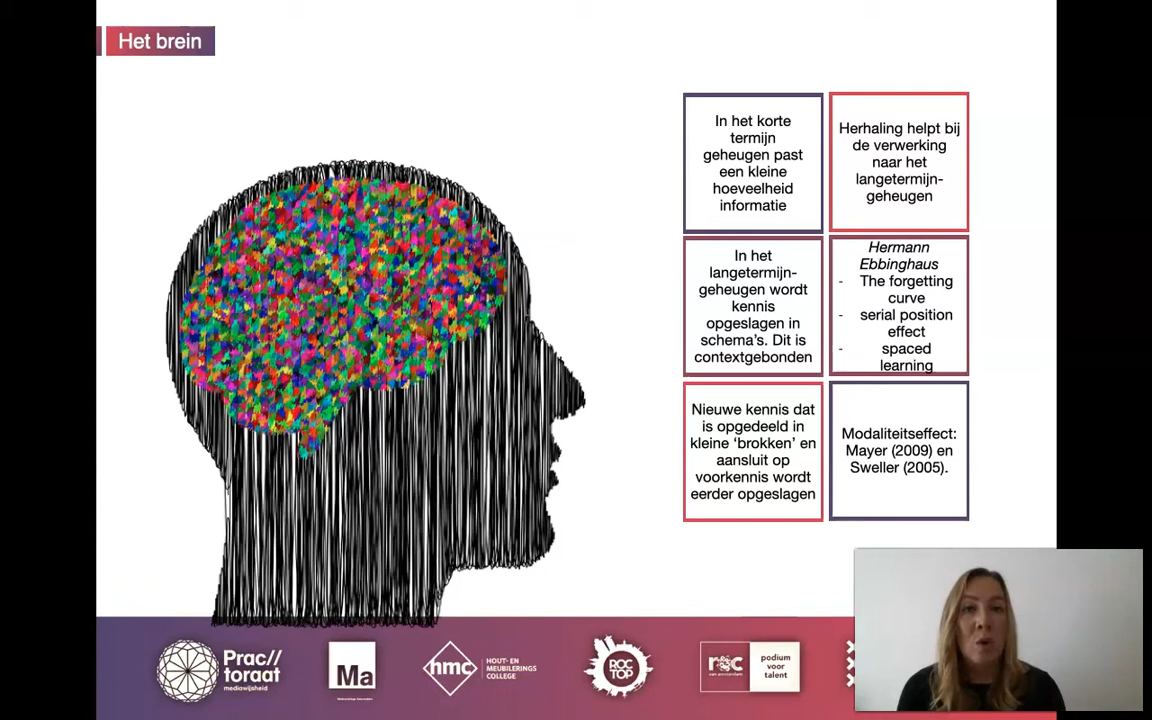 Het brein
In het korte
termijn
geheugen past
een kleine
hoeveelheid
informatie
Herhaling helpt bij
de verwerking
naar het
langetermijn-
geheugen
In het
langetermijn-
geheugen wordt
kennis
opgeslagen in
schema's. Dit is
contextgebonden
Hermann
Ebbinghaus
- The forgetting
curve
- serial position
effect
- spaced
learning
Nieuwe kennis dat
is opgedeeld in
kleine 'brokken' en
aansluit op
voorkennis wordt
eerder opgeslagen
Modaliteitseffect:
Mayer (2009) en
Sweller (2005).
Prac//
toraat
mediawijsheid
Ma
hmc
HOUT- EN
MEUBILERINGS
COLLEGE
ROC
TOP
roc
van amsterdam
podium
voor
talent